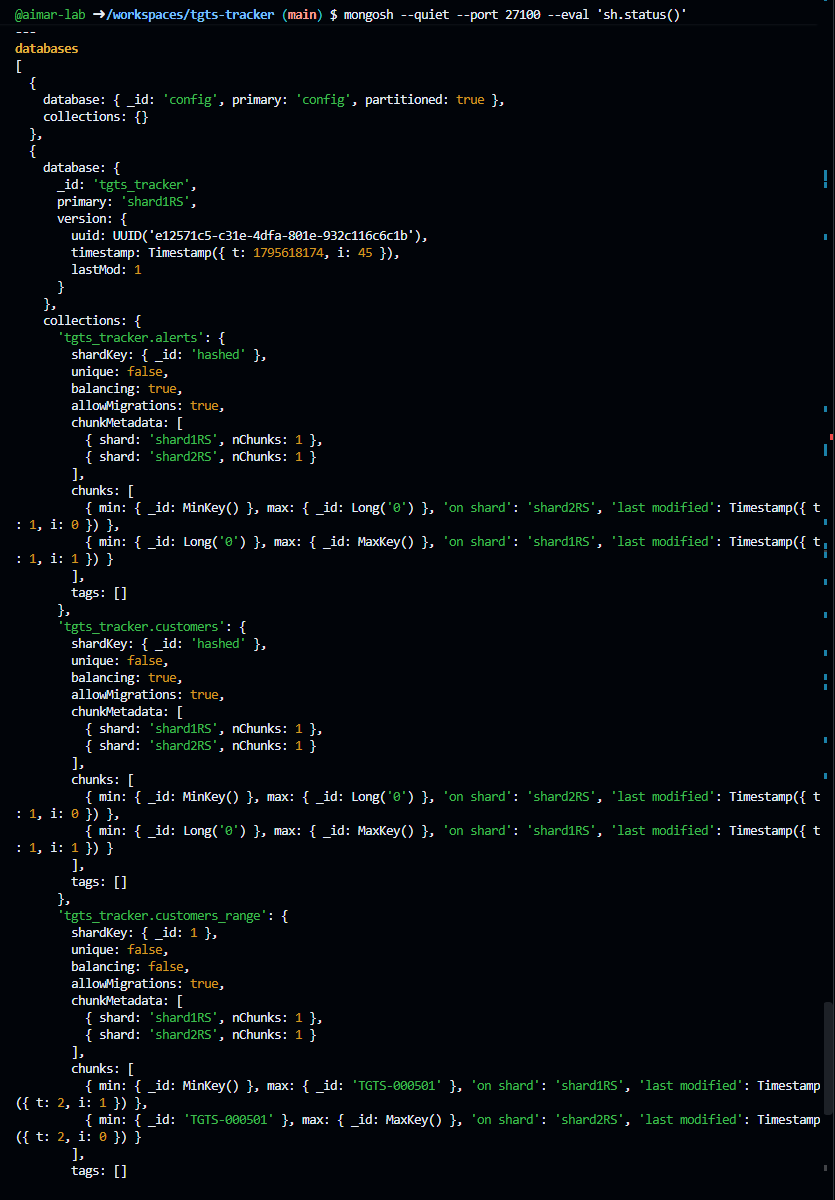 @aimar-lab ➜/workspaces/tgts-tracker (main) $ mongosh --quiet --port 27100 --eval 'sh.status()'
---
databases
[
  {
    database: { _id: 'config', primary: 'config', partitioned: true },
    collections: {}
  },
  {
    database: {
      _id: 'tgts_tracker',
      primary: 'shard1RS',
      version: {
        uuid: UUID('e12571c5-c31e-4dfa-801e-932c116c6c1b'),
        timestamp: Timestamp({ t: 1795618174, i: 45 }),
        lastMod: 1
      }
    },
    collections: {
      'tgts_tracker.alerts': {
        shardKey: { _id: 'hashed' },
        unique: false,
        balancing: true,
        allowMigrations: true,
        chunkMetadata: [
          { shard: 'shard1RS', nChunks: 1 },
          { shard: 'shard2RS', nChunks: 1 }
        ],
        chunks: [
          { min: { _id: MinKey() }, max: { _id: Long('0') }, 'on shard': 'shard2RS', 'last modified': Timestamp({ t
: 1, i: 0 }) },
          { min: { _id: Long('0') }, max: { _id: MaxKey() }, 'on shard': 'shard1RS', 'last modified': Timestamp({ t
: 1, i: 1 }) }
        ],
        tags: []
      },
      'tgts_tracker.customers': {
        shardKey: { _id: 'hashed' },
        unique: false,
        balancing: true,
        allowMigrations: true,
        chunkMetadata: [
          { shard: 'shard1RS', nChunks: 1 },
          { shard: 'shard2RS', nChunks: 1 }
        ],
        chunks: [
          { min: { _id: MinKey() }, max: { _id: Long('0') }, 'on shard': 'shard2RS', 'last modified': Timestamp({ t
: 1, i: 0 }) },
          { min: { _id: Long('0') }, max: { _id: MaxKey() }, 'on shard': 'shard1RS', 'last modified': Timestamp({ t
: 1, i: 1 }) }
        ],
        tags: []
      },
      'tgts_tracker.customers_range': {
        shardKey: { _id: 1 },
        unique: false,
        balancing: false,
        allowMigrations: true,
        chunkMetadata: [
          { shard: 'shard1RS', nChunks: 1 },
          { shard: 'shard2RS', nChunks: 1 }
        ],
        chunks: [
          { min: { _id: MinKey() }, max: { _id: 'TGTS-000501' }, 'on shard': 'shard1RS', 'last modified': Timestamp
({ t: 2, i: 1 }) },
          { min: { _id: 'TGTS-000501' }, max: { _id: MaxKey() }, 'on shard': 'shard2RS', 'last modified': Timestamp
({ t: 2, i: 0 }) }
        ],
        tags: []